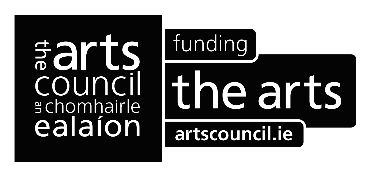 the arts
council
an chomhairle
ealaíon
funding
the arts
artscouncil.ie